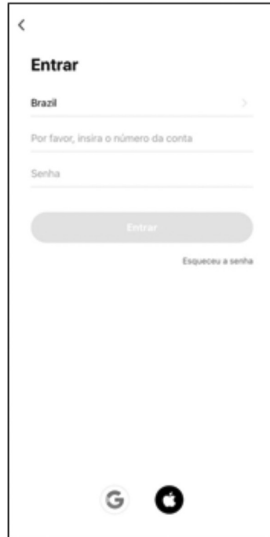 Entrar
Brazil
Por favor, insira o número da conta
Senha
Entrar
Esqueceu a senha